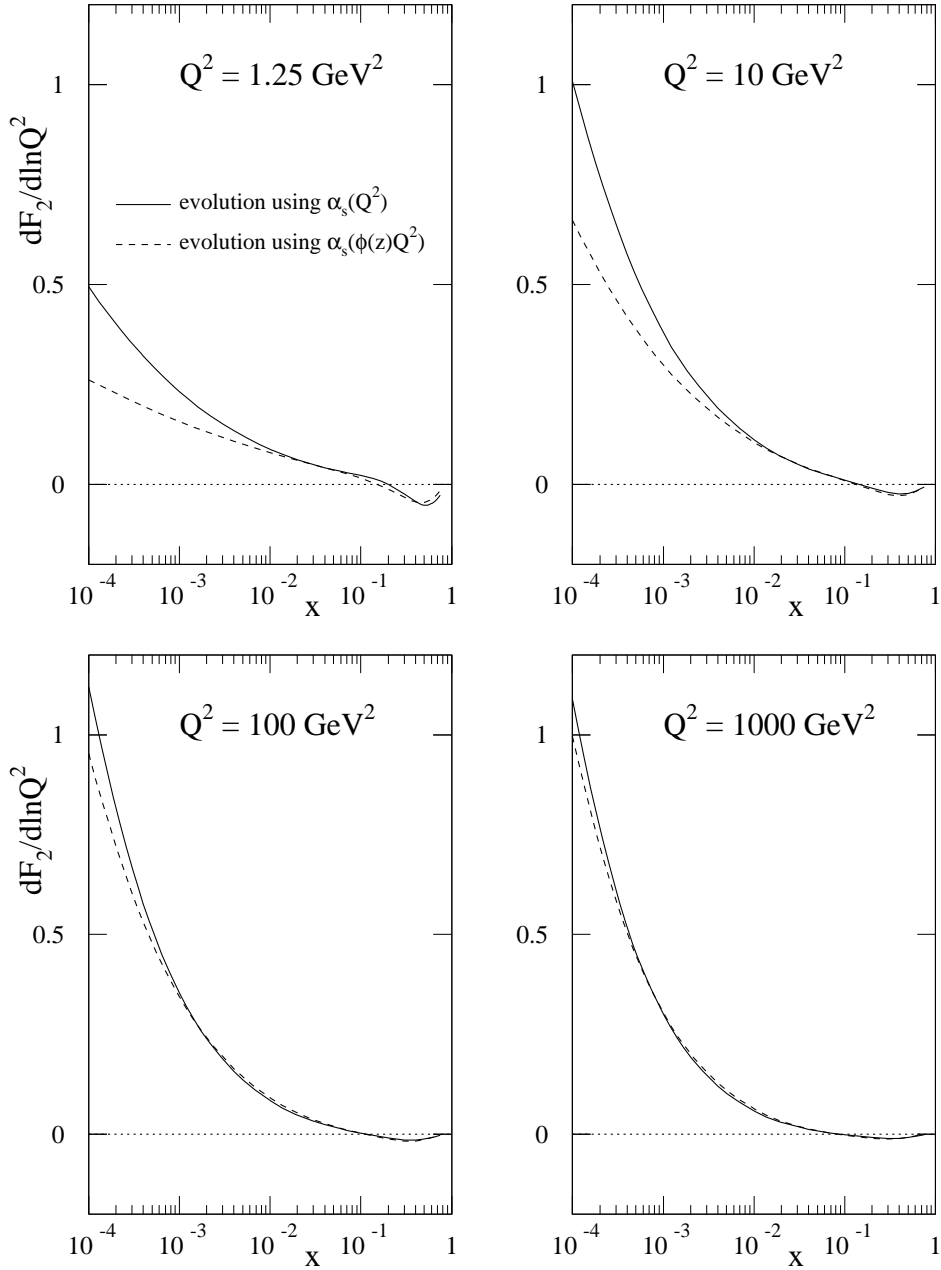 Q² = 1.25 GeV²
1
0.5
0
dF₂/dlnQ²
evolution using αₛ(Q²)
evolution using αₛ(φ(z)Q²)
10⁻⁴ 10⁻³ 10⁻² 10⁻¹ 1
x
Q² = 10 GeV²
1
0.5
0
10⁻⁴ 10⁻³ 10⁻² 10⁻¹ 1
x
Q² = 100 GeV²
1
0.5
0
dF₂/dlnQ²
10⁻⁴ 10⁻³ 10⁻² 10⁻¹ 1
x
Q² = 1000 GeV²
1
0.5
0
10⁻⁴ 10⁻³ 10⁻² 10⁻¹ 1
x